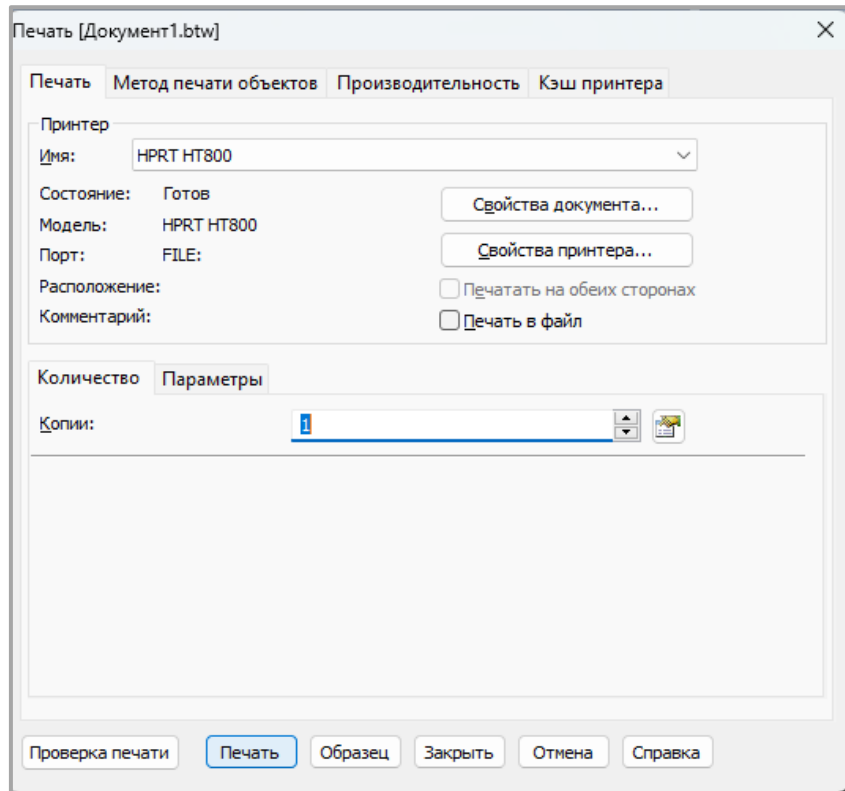 Печать [Документ1.btw]
Печать Метод печати объектов Производительность Кэш принтера
Принтер
Имя: HPRT HT800
Состояние: Готов
Свойства документа...
Модель: HPRT HT800
Свойства принтера...
Порт: FILE:
Расположение:
Печатать на обеих сторонах
Комментарий:
Печать в файл
Количество Параметры
Копии: 1
Проверка печати Печать Образец Закрыть Отмена Справка